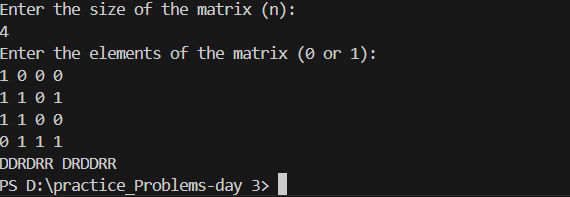 Enter the size of the matrix (n):
4
Enter the elements of the matrix (0 or 1):
1 0 0 0
1 1 0 1
1 1 0 0
0 1 1 1
DDRDRR DRDDRR
PS D:\practice_Problems-day 3>